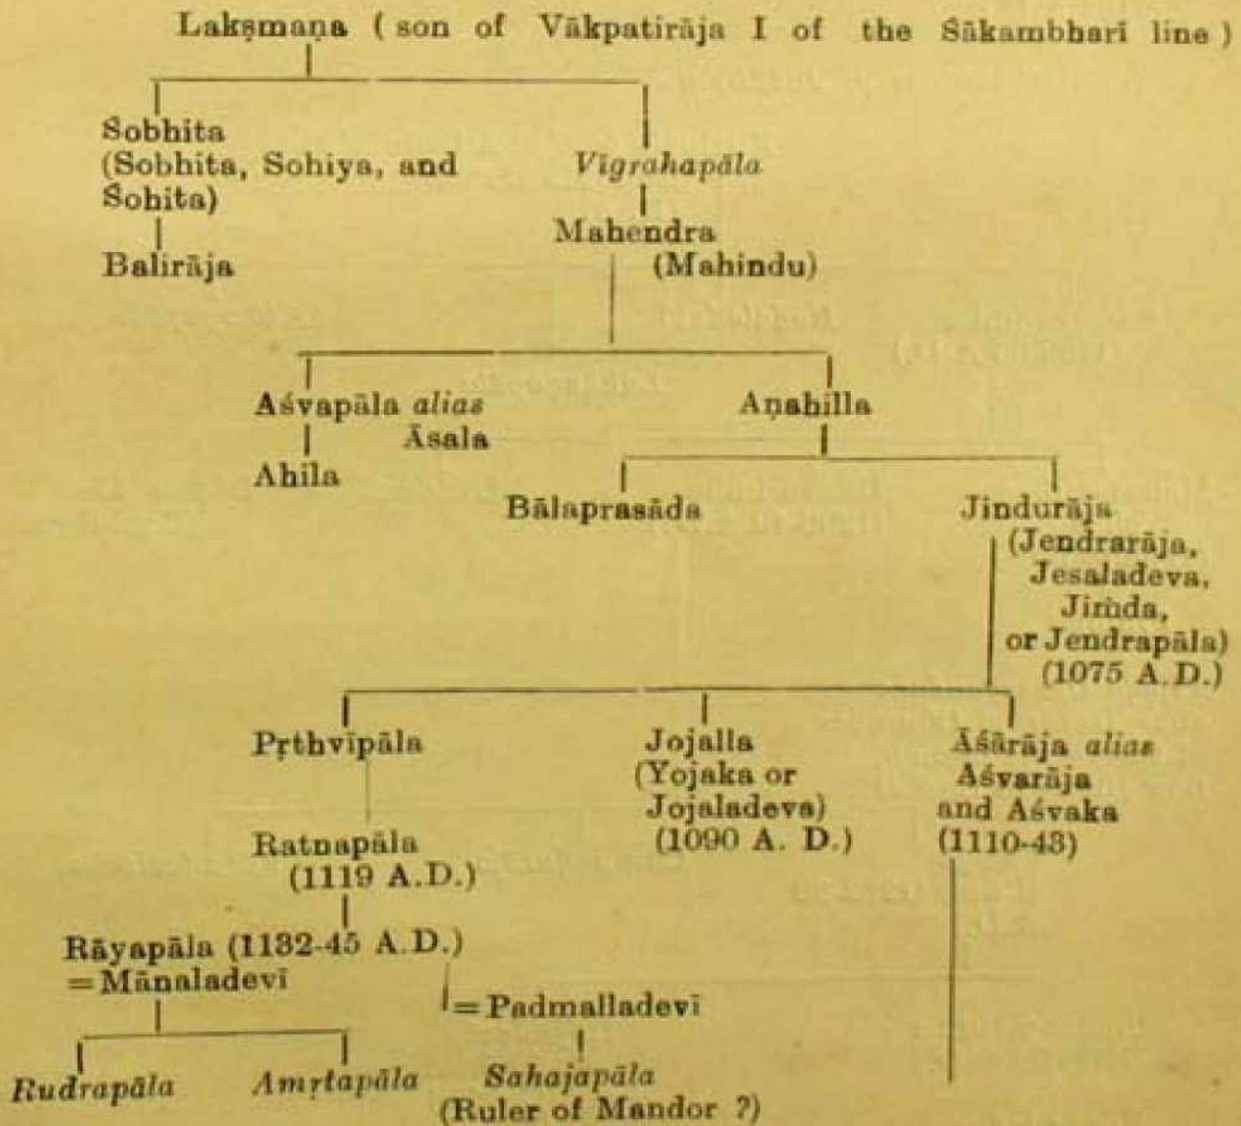 Lakṣmaṇa ( son of Vākpatirāja I of the Śākambharī line )
Śobhita
(Sobhita, Sohiya, and
Śohita)
Vigrahapāla
Balirāja
Mahendra
(Mahindu)
Aśvapāla alias
Āsala
Aṇahilla
Ahila
Bālaprasāda
Jindurāja
(Jendrarāja,
Jesaladeva,
Jiṁda,
or Jendrapāla)
(1075 A.D.)
Pṛthvīpāla
Jojalla
(Yojaka or
Jojaladeva)
(1090 A. D.)
Āśārāja alias
Aśvarāja
and Aśvaka
(1110-43)
Ratnapāla
(1119 A.D.)
Rāyapāla (1132-45 A.D.)
=Mānaladevī
=Padmalladevī
Rudrapāla
Amṛtapāla
Sahajapāla
(Ruler of Mandor ?)